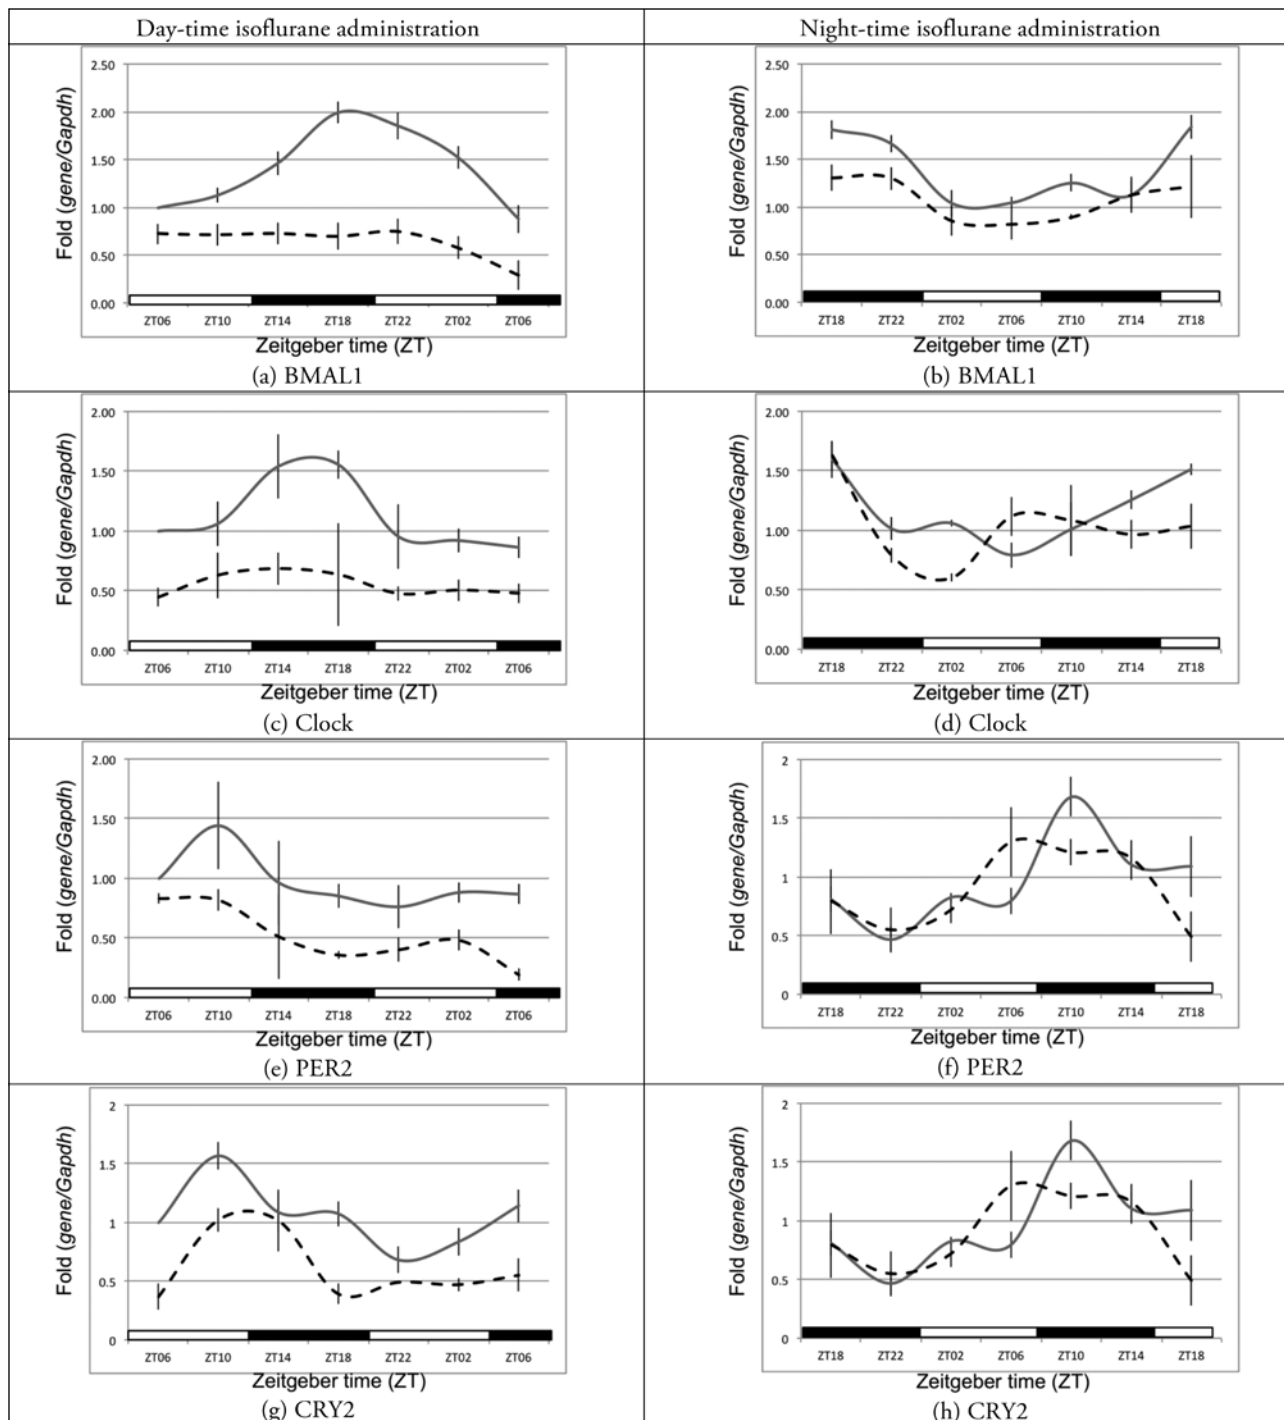 Day-time isoflurane administration
Night-time isoflurane administration
Fold (gene/Gapdh)
2.50
2.00
1.50
1.00
0.50
0.00
ZT06 ZT10 ZT14 ZT18 ZT22 ZT02 ZT06
Zeitgeber time (ZT)
(a) BMAL1
Fold (gene/Gapdh)
2.50
2.00
1.50
1.00
0.50
0.00
ZT18 ZT22 ZT02 ZT06 ZT10 ZT14 ZT18
Zeitgeber time (ZT)
(b) BMAL1
Fold (gene/Gapdh)
2.00
1.50
1.00
0.50
0.00
ZT06 ZT10 ZT14 ZT18 ZT22 ZT02 ZT06
Zeitgeber time (ZT)
(c) Clock
Fold (gene/Gapdh)
2.00
1.50
1.00
0.50
0.00
ZT18 ZT22 ZT02 ZT06 ZT10 ZT14 ZT18
Zeitgeber time (ZT)
(d) Clock
Fold (gene/Gapdh)
2.00
1.50
1.00
0.50
0.00
ZT06 ZT10 ZT14 ZT18 ZT22 ZT02 ZT06
Zeitgeber time (ZT)
(e) PER2
Fold (gene/Gapdh)
2
1.5
1
0.5
0
ZT18 ZT22 ZT02 ZT06 ZT10 ZT14 ZT18
Zeitgeber time (ZT)
(f) PER2
Fold (gene/Gapdh)
2
1.5
1
0.5
0
ZT06 ZT10 ZT14 ZT18 ZT22 ZT02 ZT06
Zeitgeber time (ZT)
(g) CRY2
Fold (gene/Gapdh)
2
1.5
1
0.5
0
ZT18 ZT22 ZT02 ZT06 ZT10 ZT14 ZT18
Zeitgeber time (ZT)
(h) CRY2